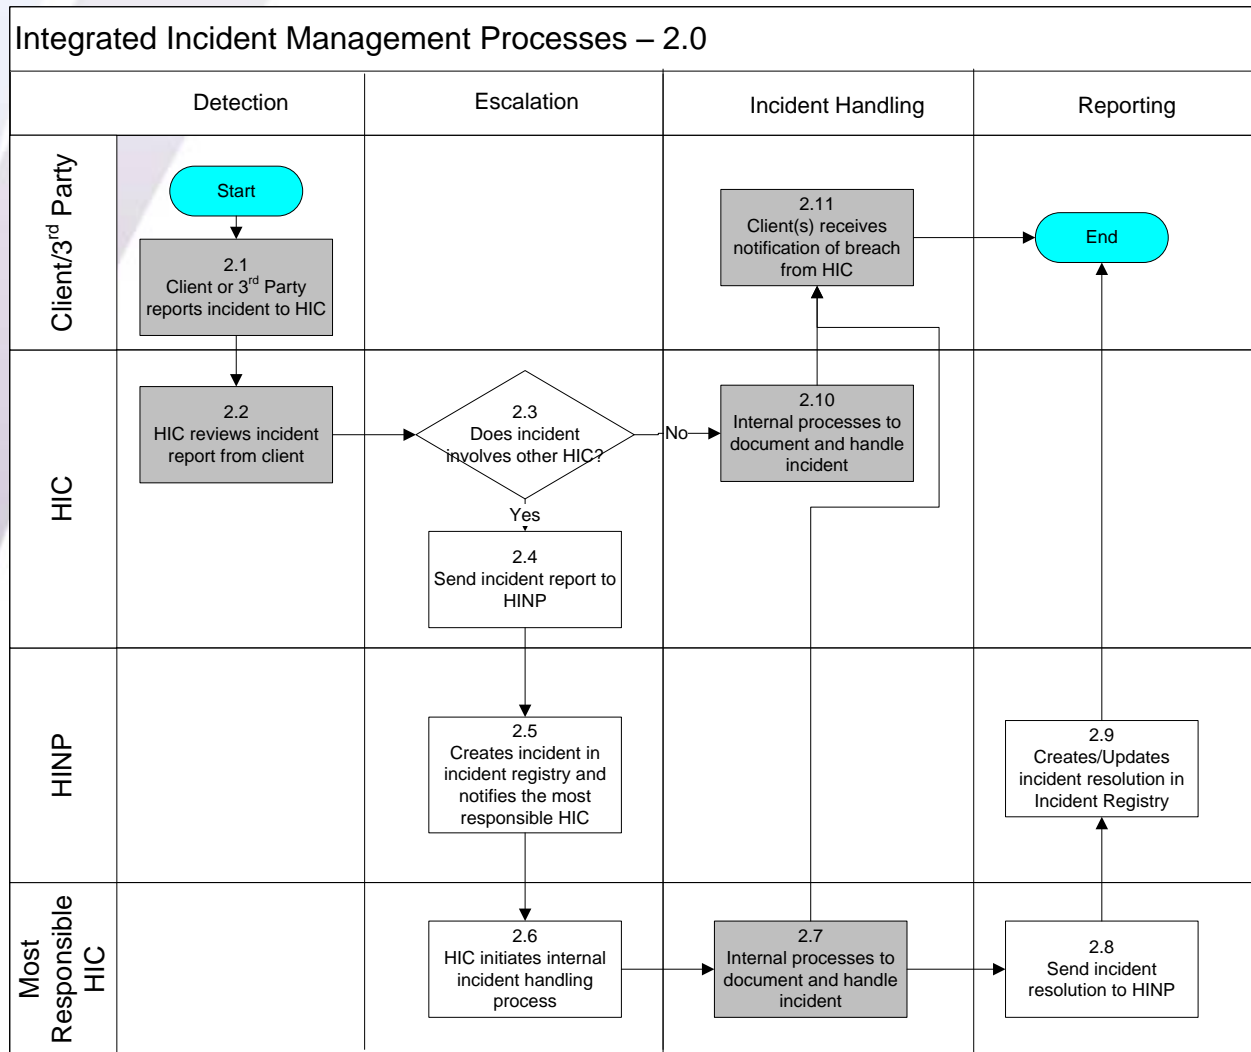 Integrated Incident Management Processes – 2.0
Detection
Escalation
Incident Handling
Reporting
Client/3rd Party
Start
2.1
Client or 3rd Party
reports incident to HIC
2.11
Client(s) receives
notification of breach
from HIC
End
HIC
2.2
HIC reviews incident
report from client
2.3
Does incident
involves other HIC?
No
2.10
Internal processes to
document and handle
incident
Yes
2.4
Send incident report to
HINP
HINP
2.5
Creates incident in
incident registry and
notifies the most
responsible HIC
2.9
Creates/Updates
incident resolution in
Incident Registry
Most
Responsible
HIC
2.6
HIC initiates internal
incident handling
process
2.7
Internal processes to
document and handle
incident
2.8
Send incident
resolution to HINP